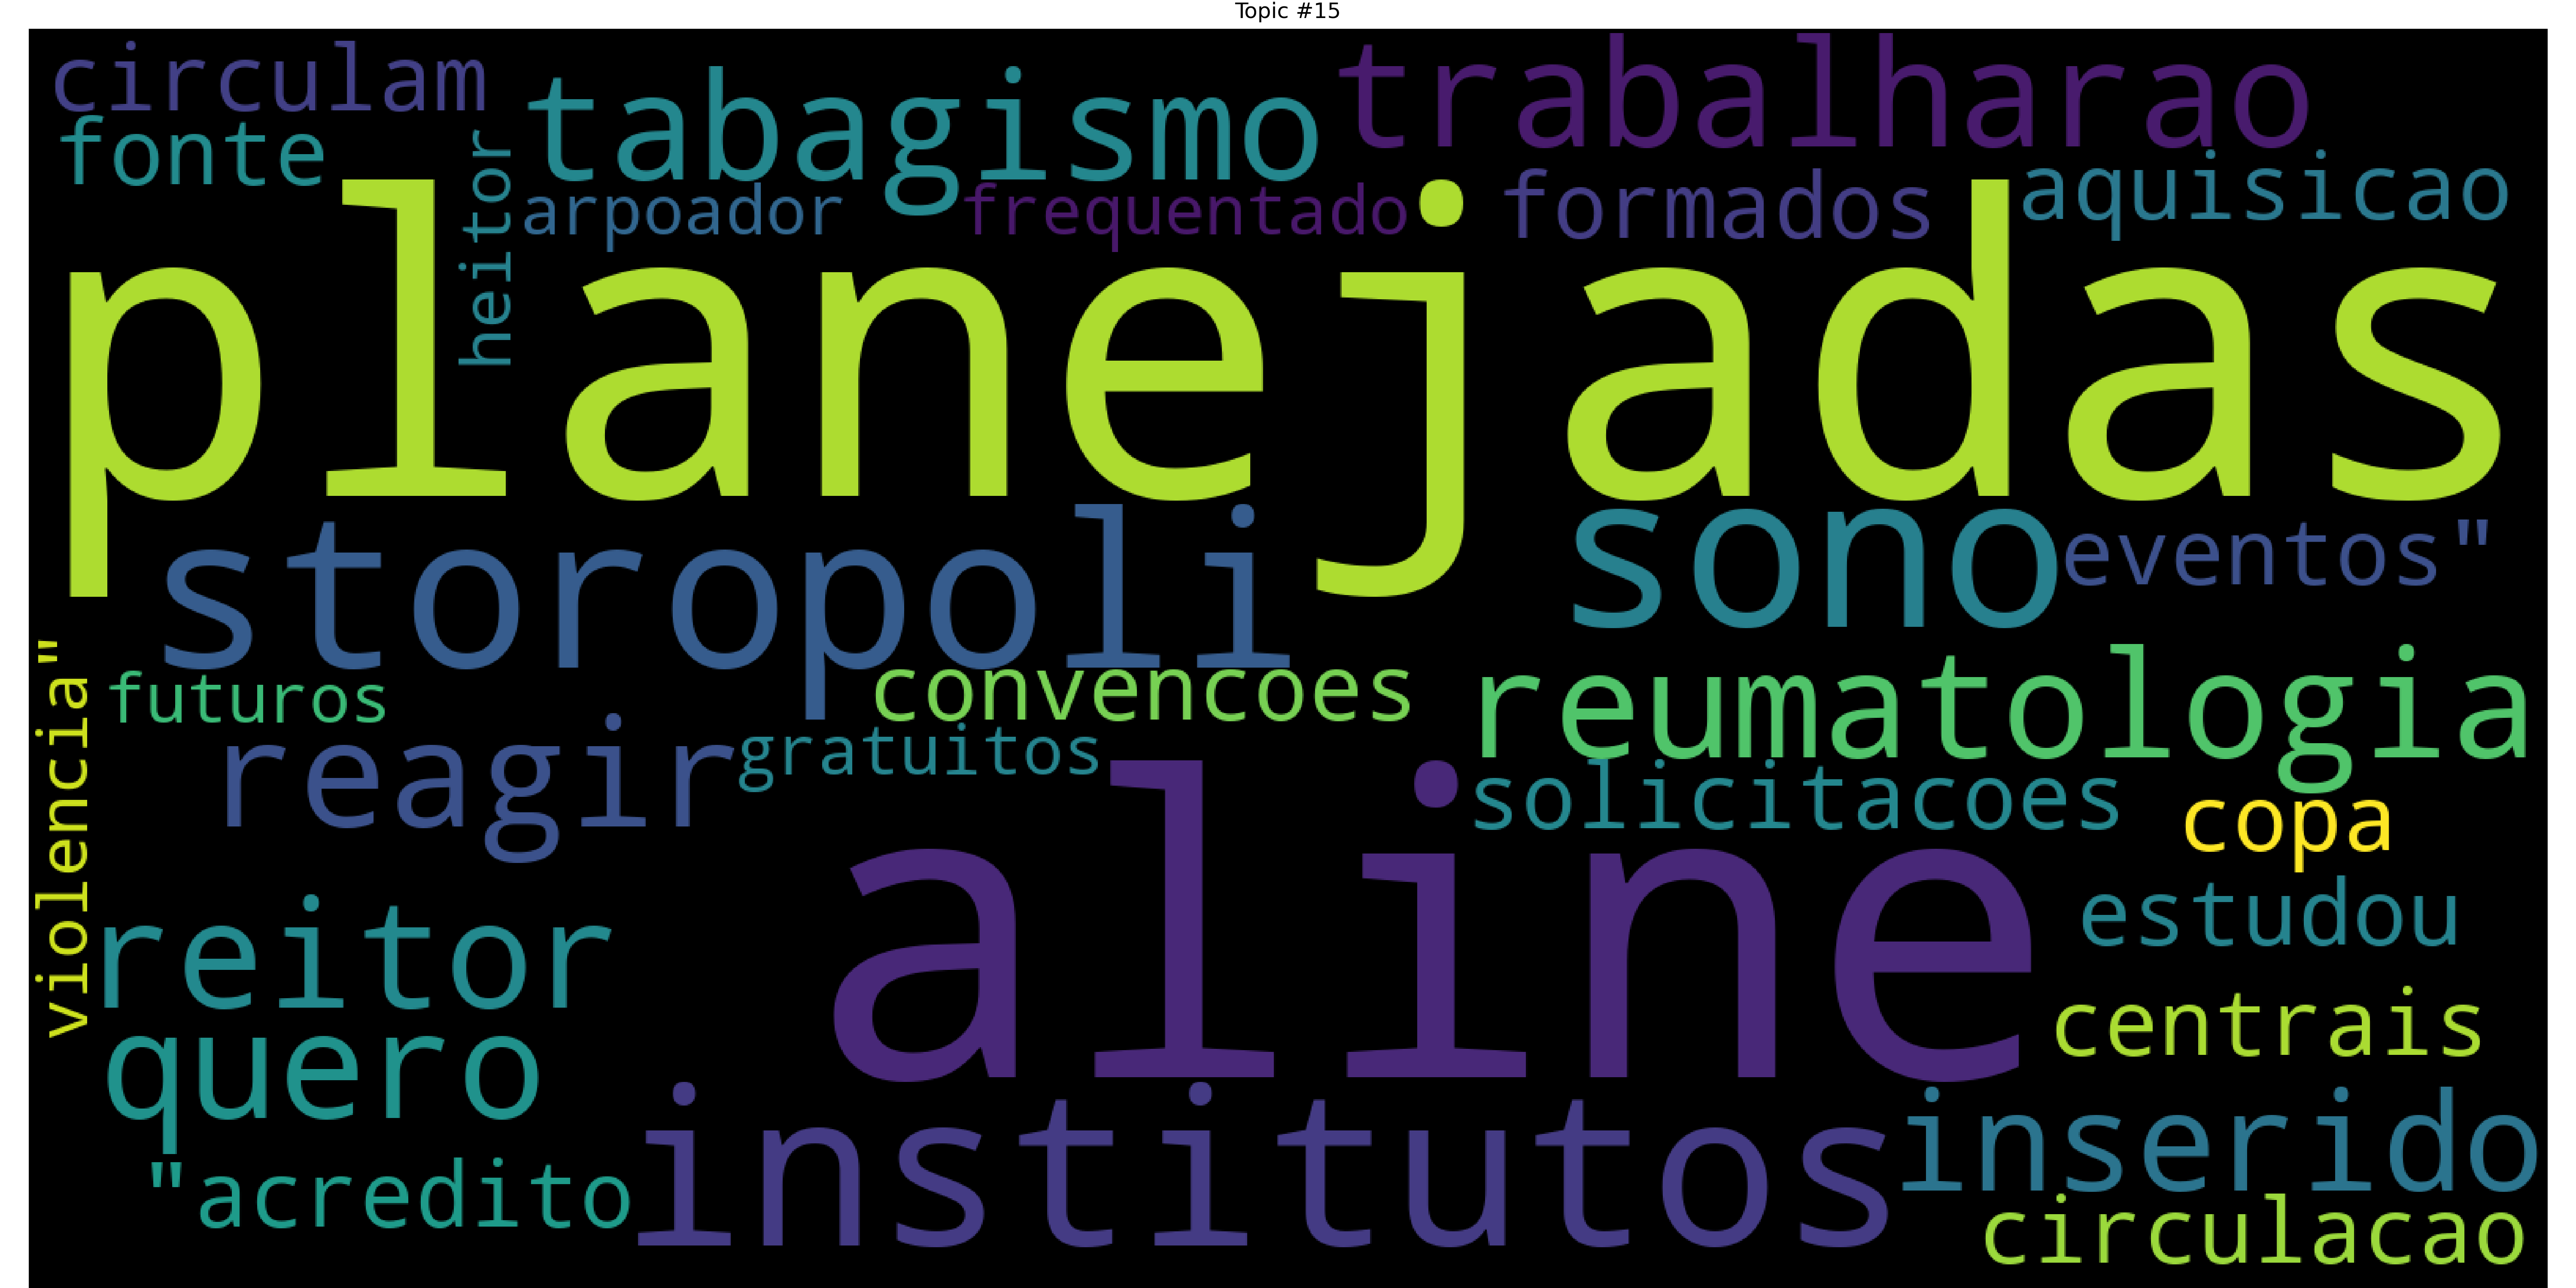 Topic #15
circulam
tabagismo
trabalharao
fonte
heitor
arpoador
frequentado
formados
aquisicao
planejadas
storopoli
sono
eventos"
violencia"
futuros
convencoes
reumatologia
reagir
gratuitos
solicitacoes
copa
aline
reitor
estudou
quero
centrais
"acredito
institutos
inserido
circulacao